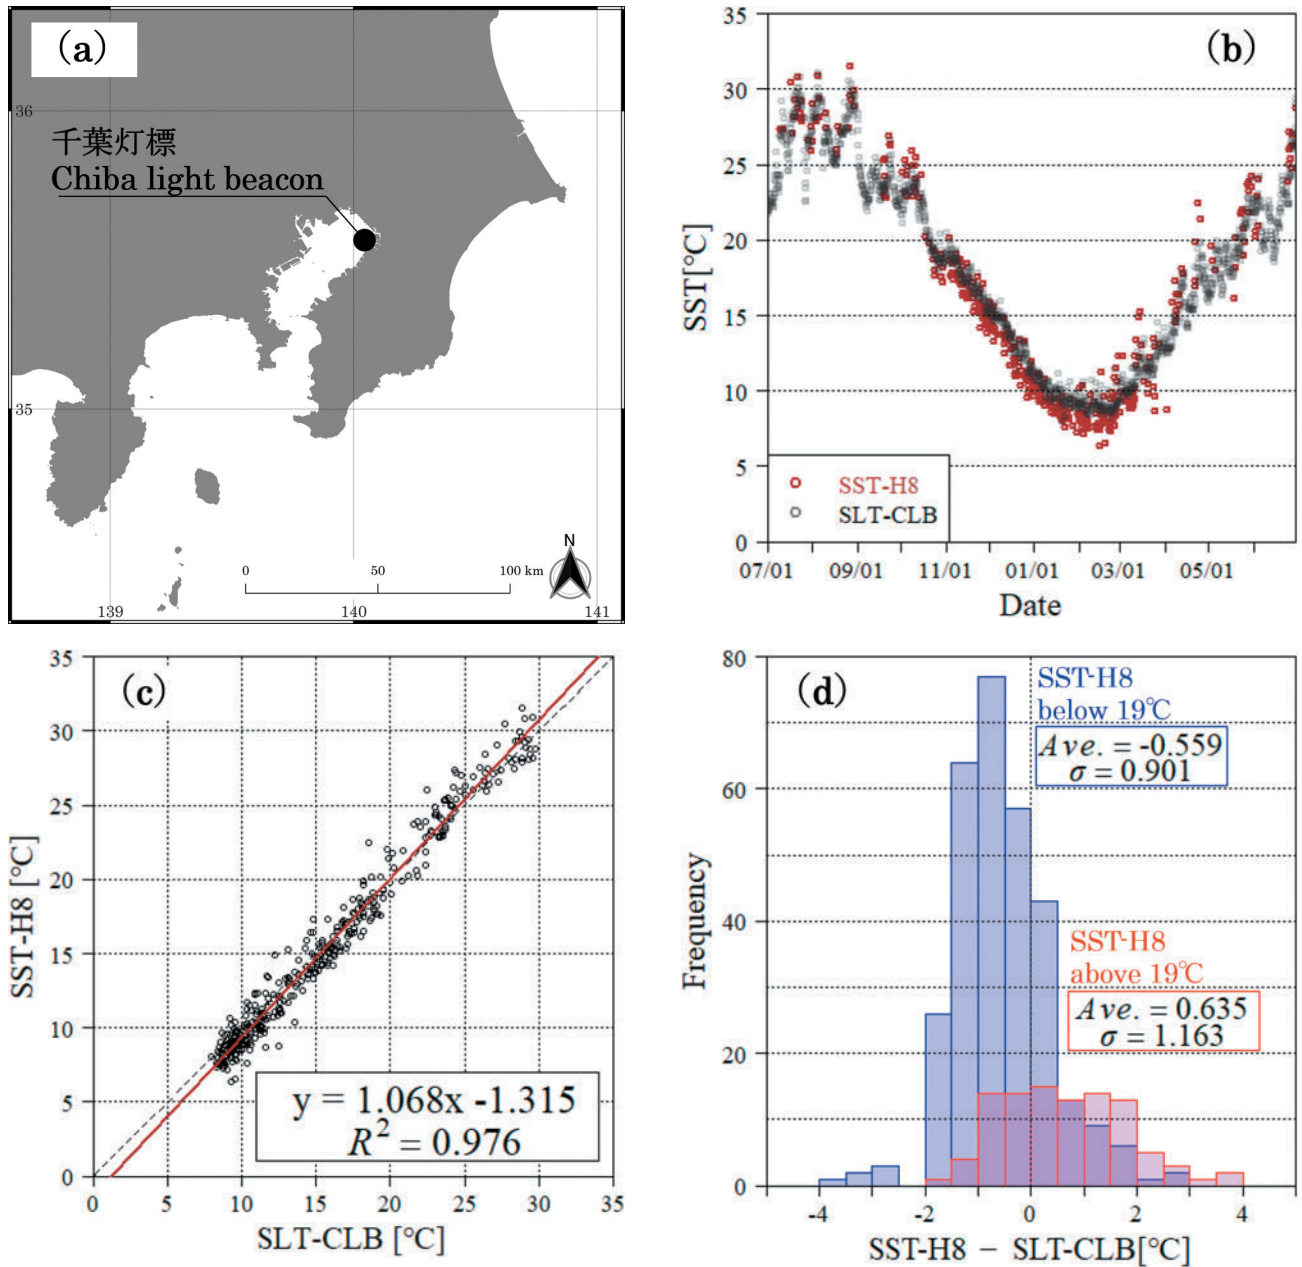 (a)
36
千葉灯標
Chiba light beacon
35
N
0 50 100 km
139 140 141
(b)
35
30
25
20
15
10
5
0
SST[℃]
SST-H8
SLT-CLB
07/01 09/01 11/01 01/01 03/01 05/01
Date
(c)
35
30
25
20
15
10
5
0
SST-H8 [℃]
y = 1.068x -1.315
R² = 0.976
0 5 10 15 20 25 30 35
SLT-CLB [℃]
(d)
80
60
40
20
0
Frequency
SST-H8
below 19℃
Ave. = -0.559
σ = 0.901
SST-H8
above 19℃
Ave. = 0.635
σ = 1.163
-4 -2 0 2 4
SST-H8 − SLT-CLB[℃]